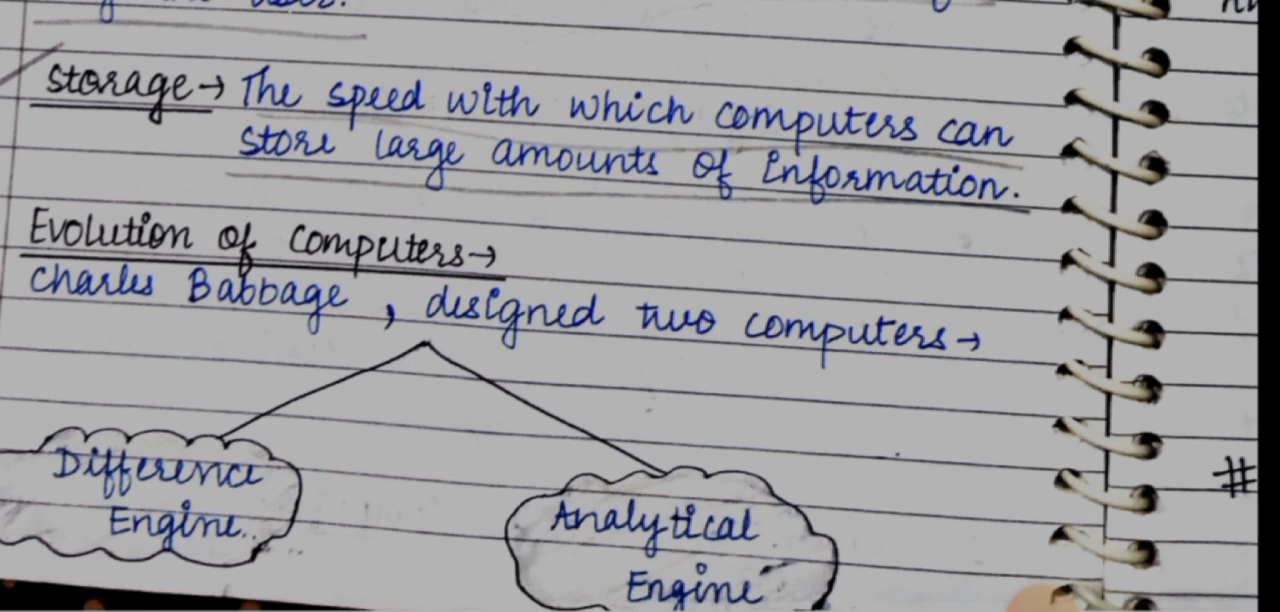 Storage→ The speed with which computers can
store large amounts of Information.
Evolution of Computers→
Charles Babbage, designed two computers→
Difference
Engine.
Analytical
Engine
#